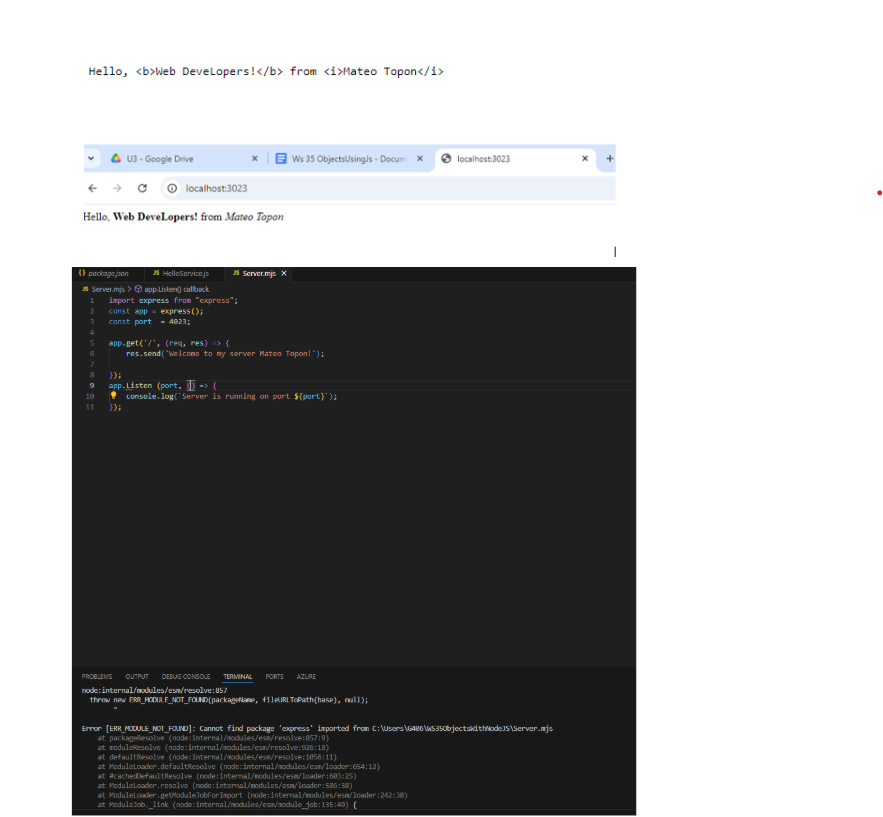 Hello, <b>Web DeveLopers!</b> from <i>Mateo Topon</i>
U3 - Google Drive
Ws 35 ObjectsUsingJs - Docum
localhost:3023
localhost:3023
Hello, Web DeveLopers! from Mateo Topon
package.json
JS HelloService.js
JS Server.mjs
JS Server.mjs > app.Listen() callback
1 import express from "express";
2 const app = express();
3 const port  = 4023;
4
5 app.get('/', (req, res) => {
6 res.send('Welcome to my server Mateo Topon!');
7
8 });
9 app.Listen (port, () => {
10 console.log(`Server is running on port ${port}`);
11 });
PROBLEMS OUTPUT DEBUG CONSOLE TERMINAL PORTS AZURE
node:internal/modules/esm/resolve:857
throw new ERR_MODULE_NOT_FOUND(packageName, fileURLToPath(base), null);
^
Error [ERR_MODULE_NOT_FOUND]: Cannot find package 'express' imported from C:\Users\G406\WS35ObjectsWithNodeJS\Server.mjs
at packageResolve (node:internal/modules/esm/resolve:857:9)
at moduleResolve (node:internal/modules/esm/resolve:926:18)
at defaultResolve (node:internal/modules/esm/resolve:1056:11)
at ModuleLoader.defaultResolve (node:internal/modules/esm/loader:654:12)
at #cachedDefaultResolve (node:internal/modules/esm/loader:603:25)
at ModuleLoader.resolve (node:internal/modules/esm/loader:586:38)
at ModuleLoader.getModuleJobForImport (node:internal/modules/esm/loader:242:38)
at ModuleJob._link (node:internal/modules/esm/module_job:135:49) {